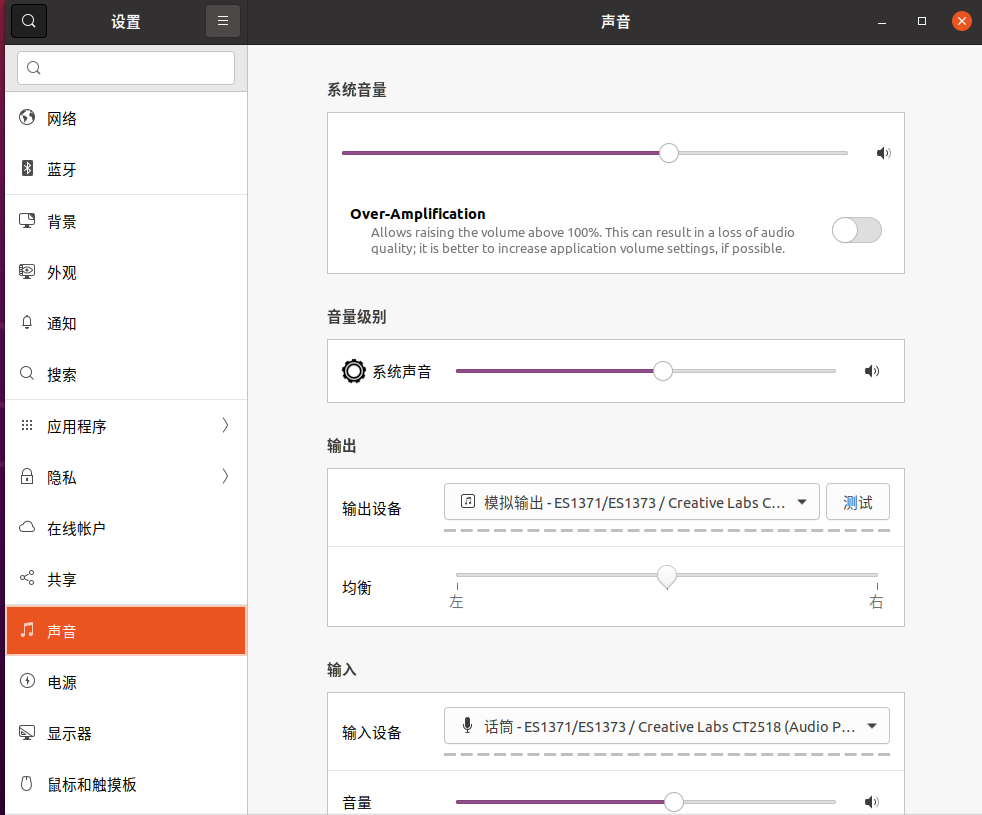 设置
声音
网络
蓝牙
背景
外观
通知
搜索
应用程序
隐私
在线帐户
共享
声音
电源
显示器
鼠标和触摸板
系统音量
Over-Amplification
Allows raising the volume above 100%. This can result in a loss of audio
quality; it is better to increase application volume settings, if possible.
音量级别
系统声音
输出
输出设备
模拟输出 - ES1371/ES1373 / Creative Labs C...
测试
均衡
左
右
输入
输入设备
话筒 - ES1371/ES1373 / Creative Labs CT2518 (Audio P...
音量